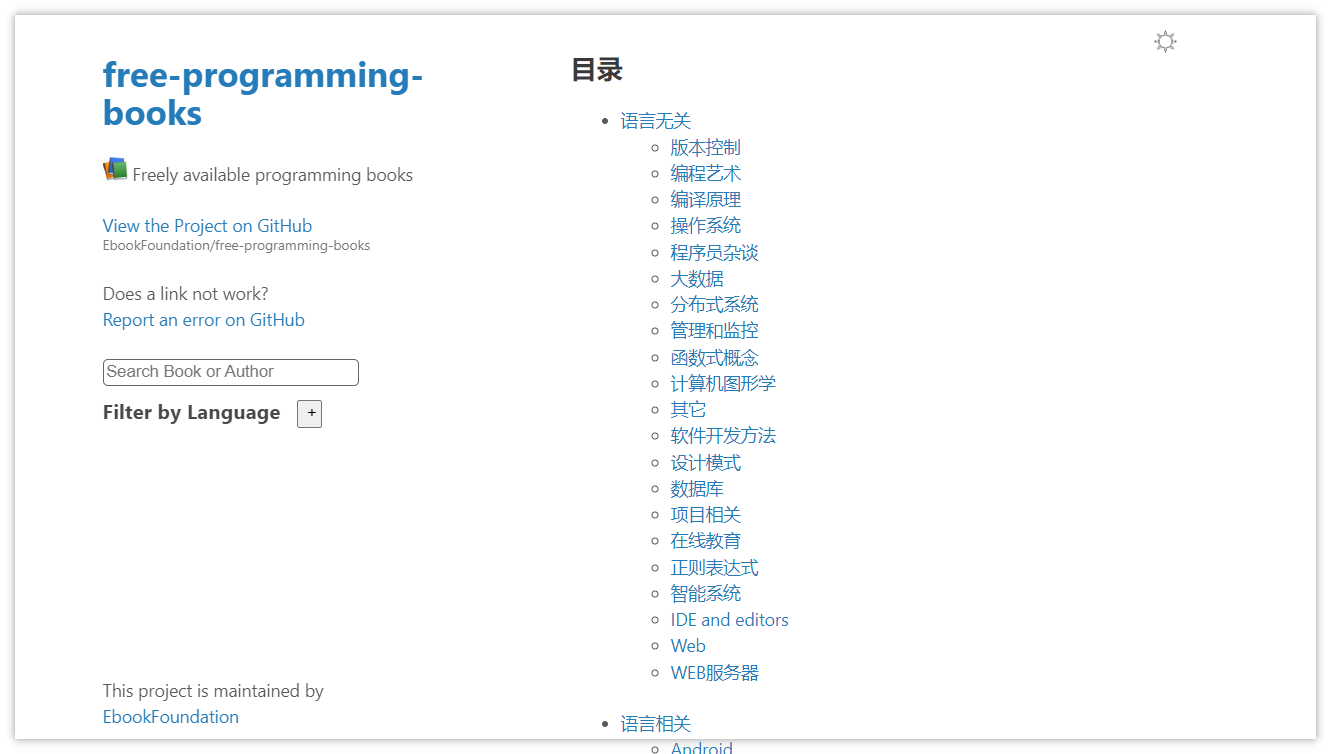 free-programming-
books
Freely available programming books
View the Project on GitHub
EbookFoundation/free-programming-books
Does a link not work?
Report an error on GitHub
Search Book or Author
Filter by Language +
This project is maintained by
EbookFoundation
目录
语言无关
版本控制
编程艺术
编译原理
操作系统
程序员杂谈
大数据
分布式系统
管理和监控
函数式概念
计算机图形学
其它
软件开发方法
设计模式
数据库
项目相关
在线教育
正则表达式
智能系统
IDE and editors
Web
WEB服务器
语言相关
Android